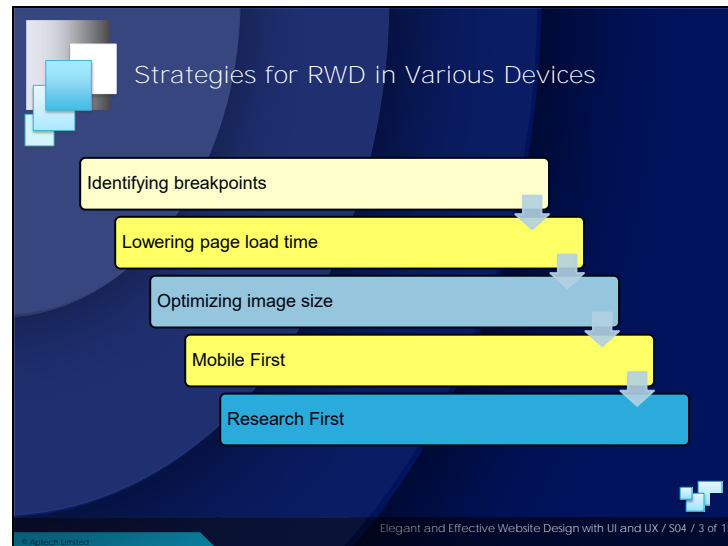 Strategies for RWD in Various Devices
Identifying breakpoints
Lowering page load time
Optimizing image size
Mobile First
Research First
Elegant and Effective Website Design with UI and UX / S04 / 3 of 1
© Aptech Limited